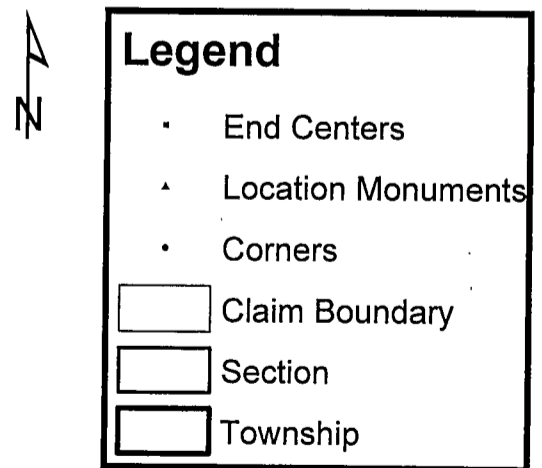 N
Legend
End Centers
Location Monuments
Corners
Claim Boundary
Section
Township